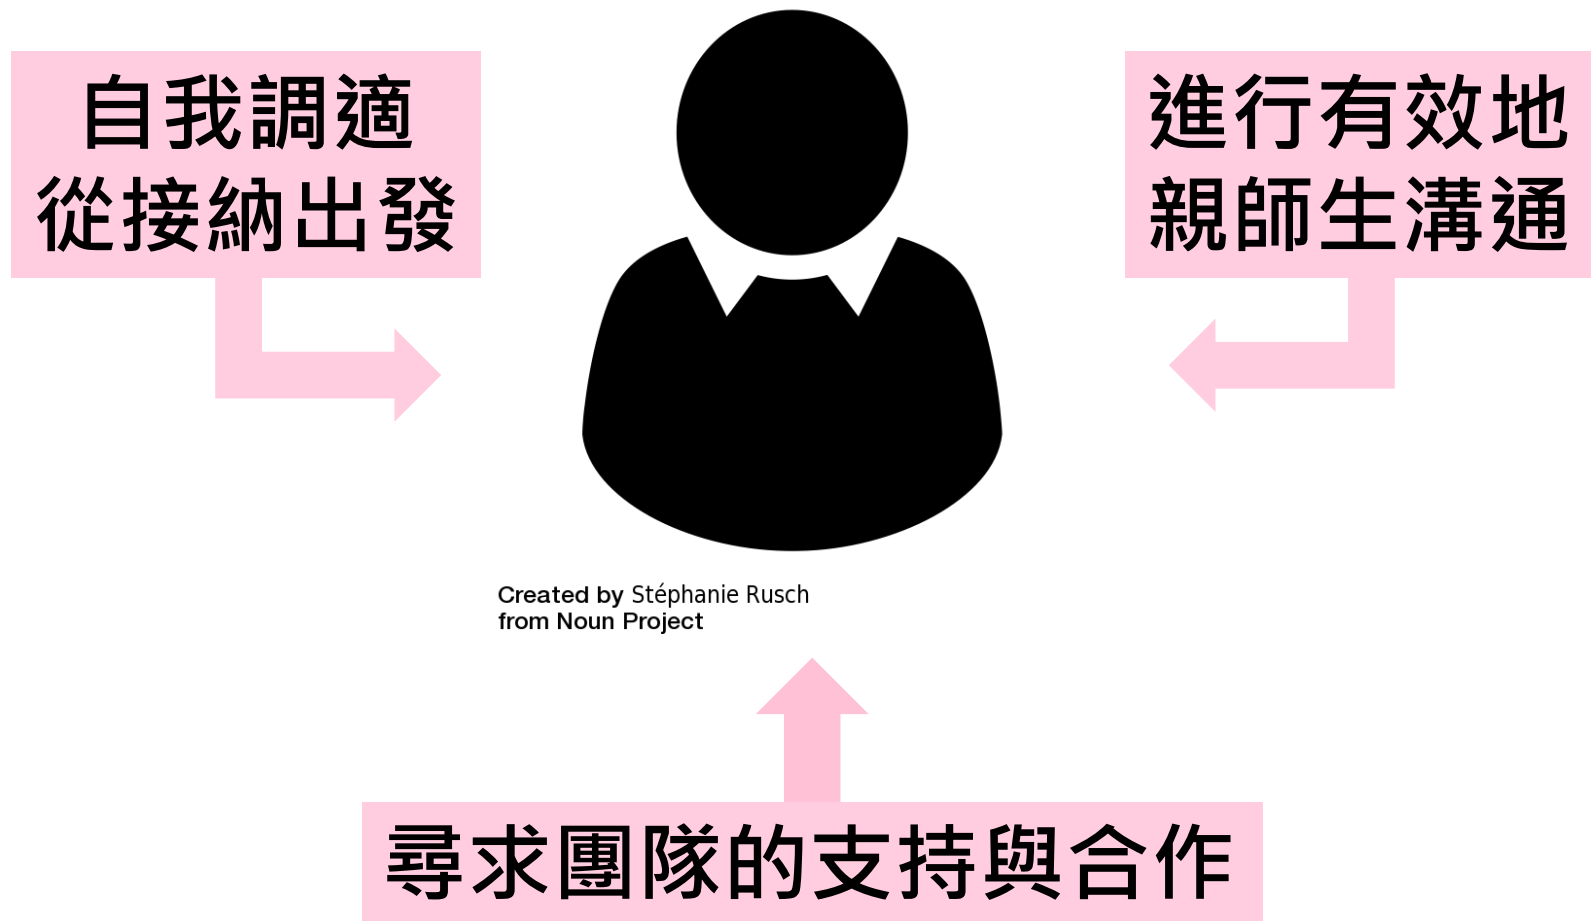 自我調適
從接納出發
進行有效地
親師生溝通
Created by Stéphanie Rusch
from Noun Project
尋求團隊的支持與合作